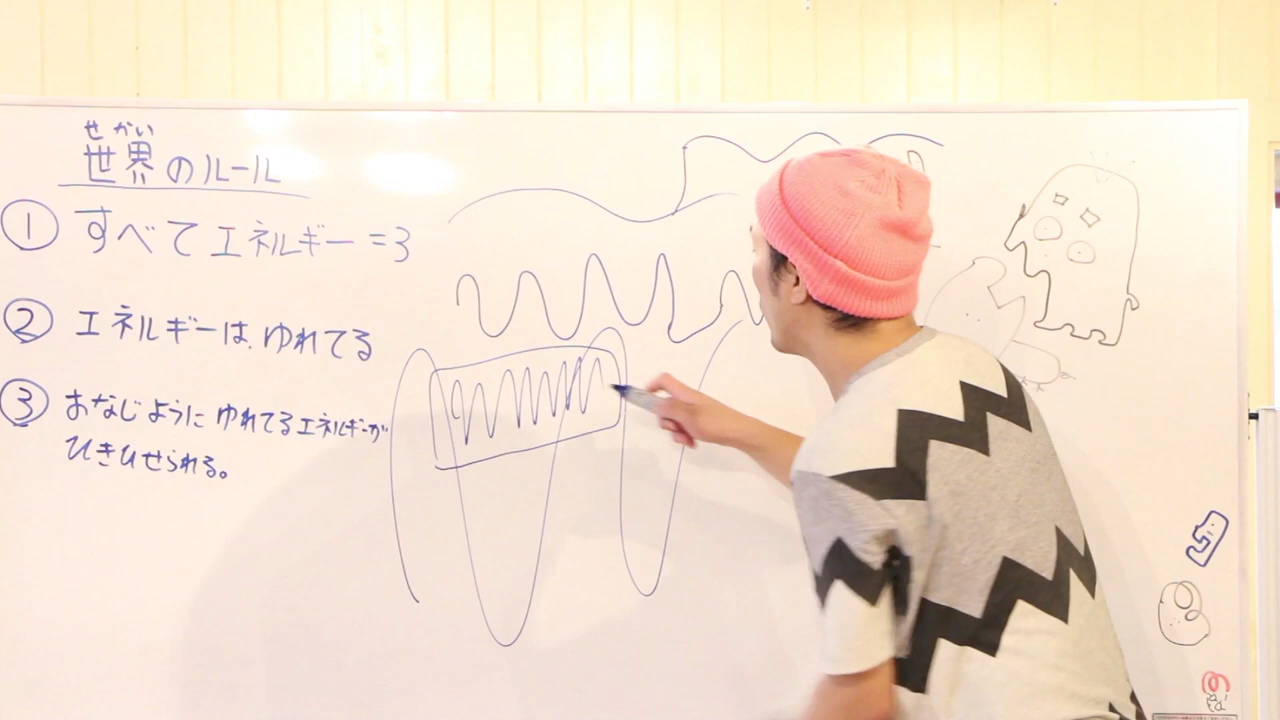 せかい
世界のルール
① すべてエネルギー=3
② エネルギーは、ゆれてる
③ おなじようにゆれてるエネルギーが
ひきひせられる。